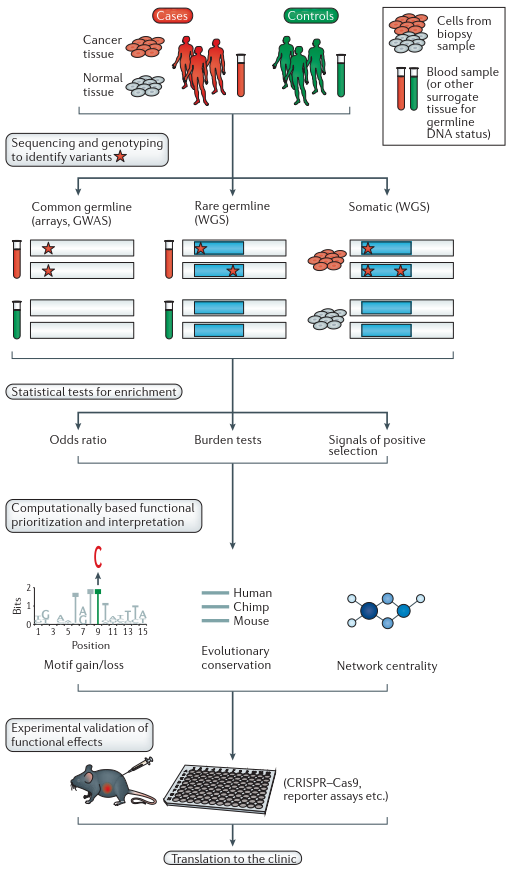 Cases
Controls
Cancer
tissue
Normal
tissue
Cells from
biopsy
sample
Blood sample
(or other
surrogate
tissue for
germline
DNA status)
Sequencing and genotyping
to identify variants
Common germline
(arrays, GWAS)
Rare germline
(WGS)
Somatic (WGS)
Statistical tests for enrichment
Odds ratio
Burden tests
Signals of positive
selection
Computationally based functional
prioritization and interpretation
C
2
1
0
Bits
1 3 5 7 9 11 13 15
Position
Motif gain/loss
Human
Chimp
Mouse
Evolutionary
conservation
Network centrality
Experimental validation of
functional effects
(CRISPR–Cas9,
reporter assays etc.)
Translation to the clinic